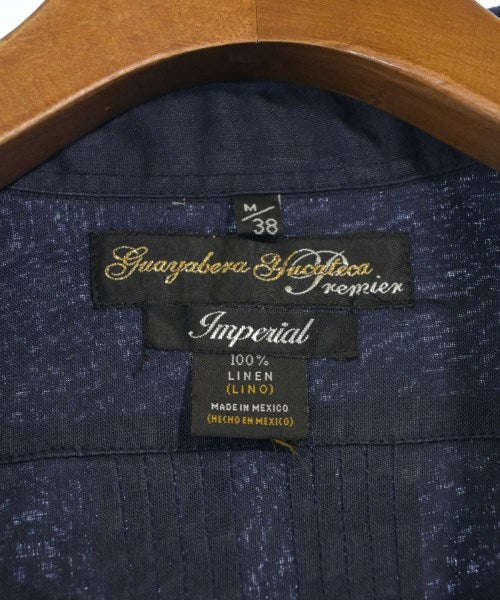 M/38
Guayabera Yucateca
Premier
Imperial
100%
LINEN
(LINO)
MADE IN MEXICO
(HECHO EN MEXICO)